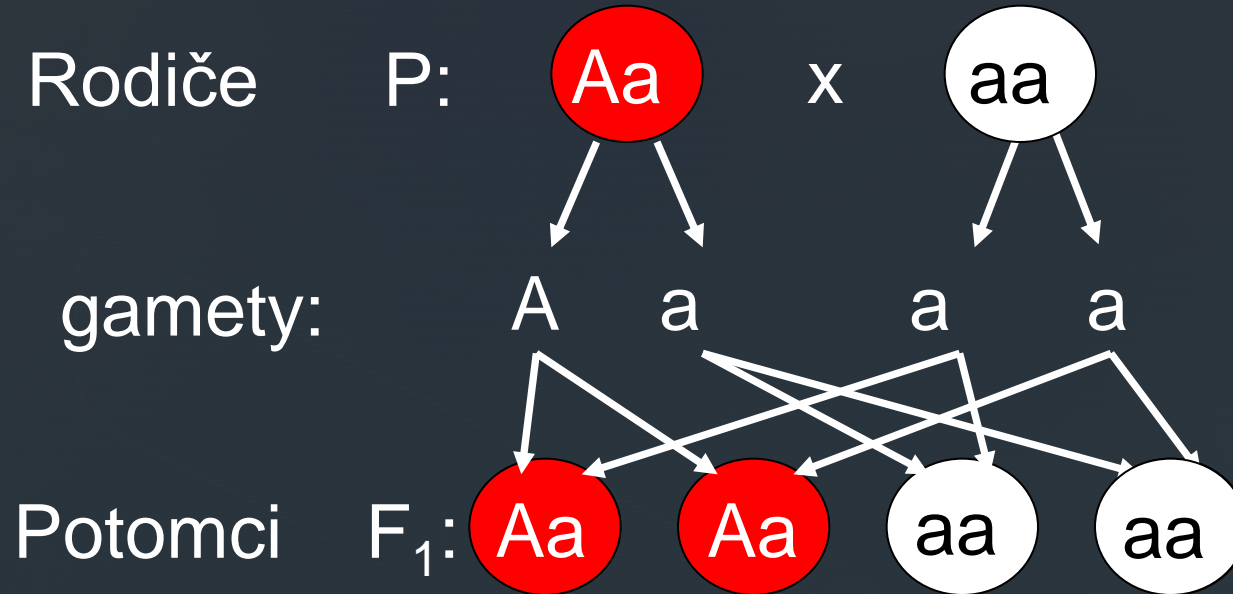 Rodiče P: Aa x aa
gamety: A a a a
Potomci F₁: Aa Aa aa aa